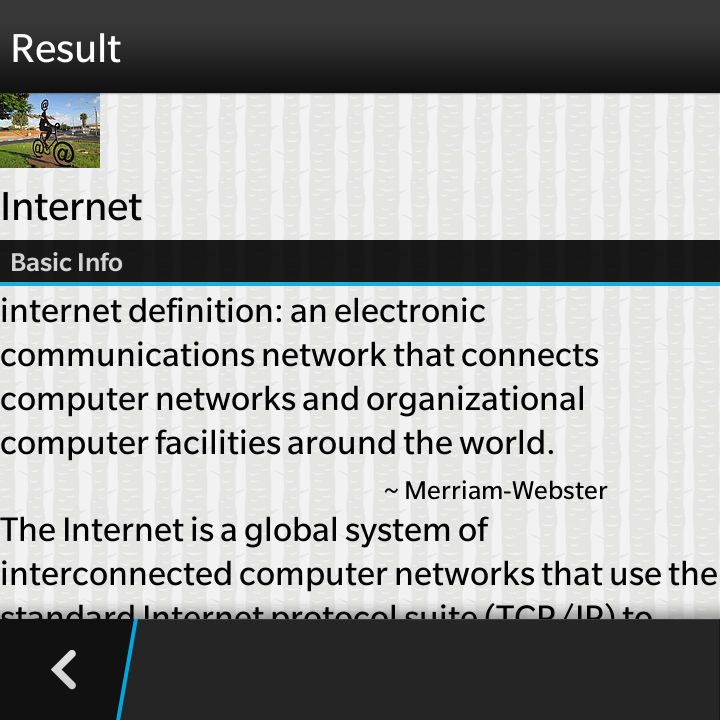 Result
Internet
Basic Info
internet definition: an electronic
communications network that connects
computer networks and organizational
computer facilities around the world.
~ Merriam-Webster
The Internet is a global system of
interconnected computer networks that use the
standard Internet protocol suite (TCP/IP) to